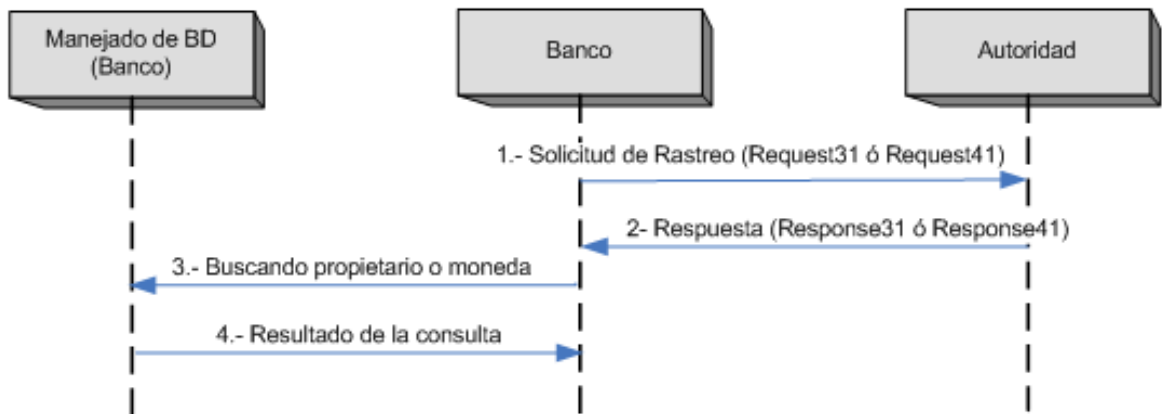 Manejado de BD
(Banco)
Banco
Autoridad
1.- Solicitud de Rastreo (Request31 ó Request41)
2- Respuesta (Response31 ó Response41)
3.- Buscando propietario o moneda
4.- Resultado de la consulta